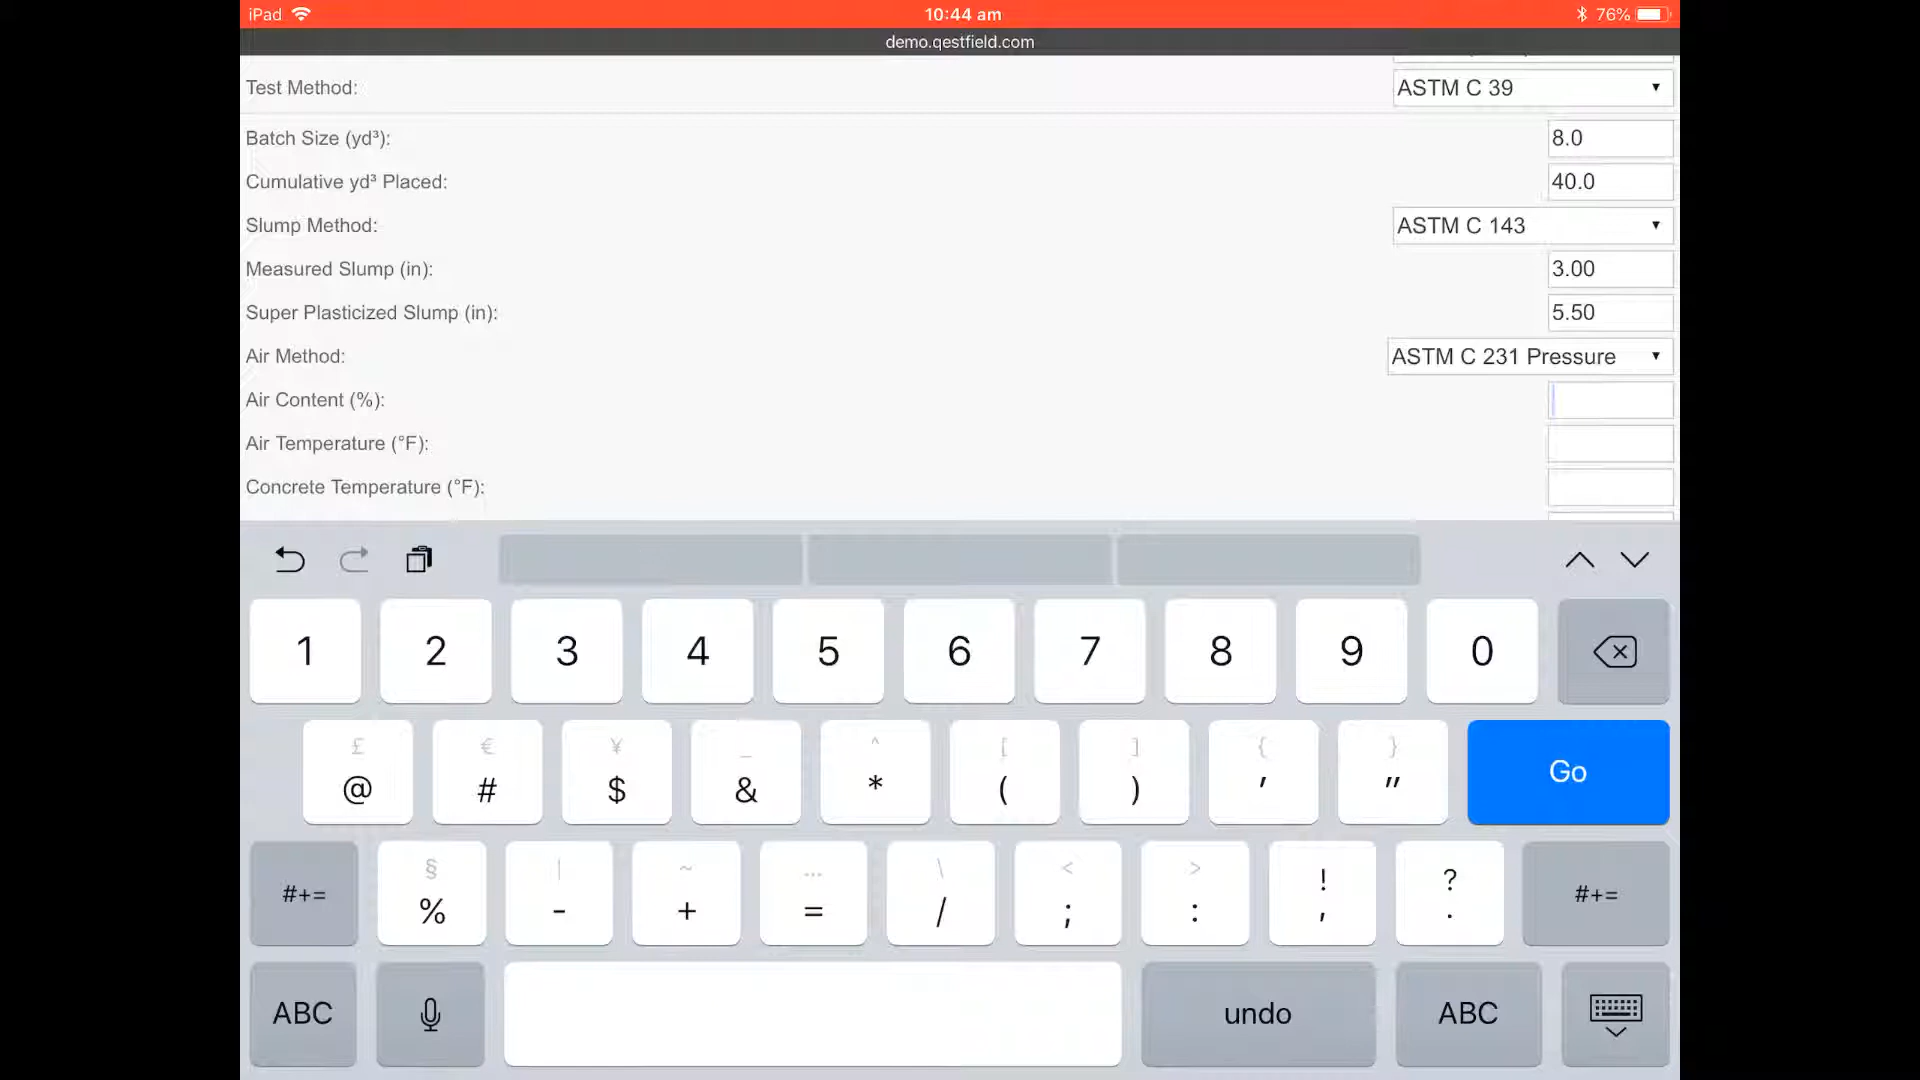 iPad 10:44 am 76%
demo.qestfield.com
Test Method: ASTM C 39
Batch Size (yd³): 8.0
Cumulative yd³ Placed: 40.0
Slump Method: ASTM C 143
Measured Slump (in): 3.00
Super Plasticized Slump (in): 5.50
Air Method: ASTM C 231 Pressure
Air Content (%):
Air Temperature (°F):
Concrete Temperature (°F):
1 2 3 4 5 6 7 8 9 0
£ € ¥ _ ^ [ ] { }
@ # $ & * ( ) ' " Go
§ | ~ … \ < > ! ?
#+= % - + = / ; : , . #+=
ABC undo ABC